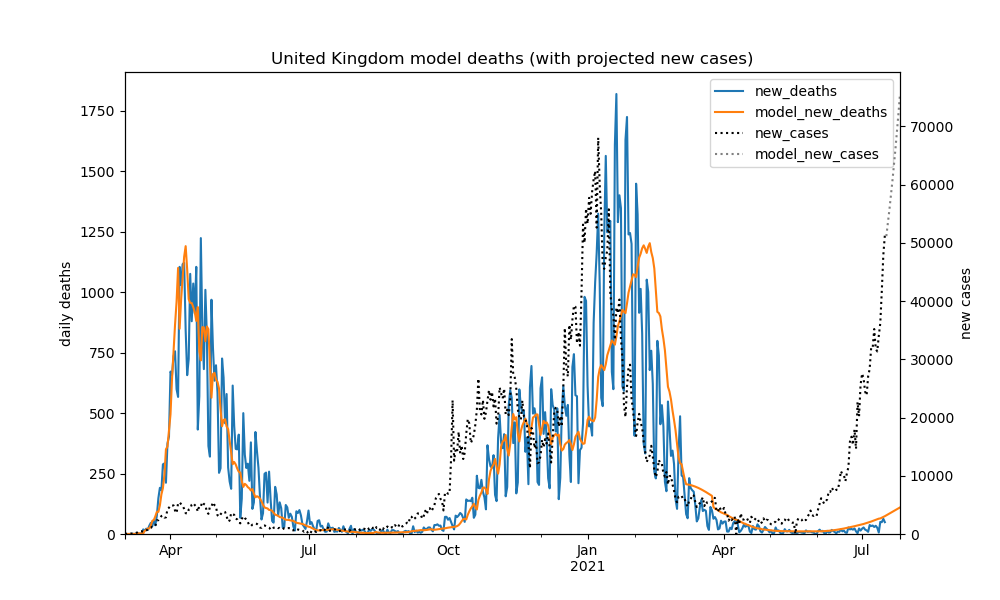 United Kingdom model deaths (with projected new cases)
new_deaths
model_new_deaths
new_cases
model_new_cases
1750
1500
1250
1000
750
500
250
0
daily deaths
70000
60000
50000
40000
30000
20000
10000
0
new cases
Apr Jul Oct Jan Apr Jul
2021